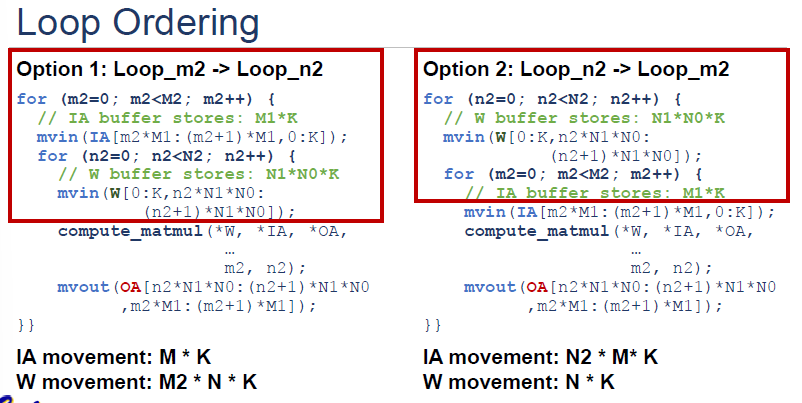 Loop Ordering
Option 1: Loop_m2 -> Loop_n2
for (m2=0; m2<M2; m2++) {
// IA buffer stores: M1*K
mvin(IA[m2*M1:(m2+1)*M1,0:K]);
for (n2=0; n2<N2; n2++) {
// W buffer stores: N1*N0*K
mvin(W[0:K,n2*N1*N0:
(n2+1)*N1*N0]);
compute_matmul(*W, *IA, *OA,
…
m2, n2);
mvout(OA[n2*N1*N0:(n2+1)*N1*N0
,m2*M1:(m2+1)*M1]);
}}
IA movement: M * K
W movement: M2 * N * K
Option 2: Loop_n2 -> Loop_m2
for (n2=0; n2<N2; n2++) {
// W buffer stores: N1*N0*K
mvin(W[0:K,n2*N1*N0:
(n2+1)*N1*N0]);
for (m2=0; m2<M2; m2++) {
// IA buffer stores: M1*K
mvin(IA[m2*M1:(m2+1)*M1,0:K]);
compute_matmul(*W, *IA, *OA,
…
m2, n2);
mvout(OA[n2*N1*N0:(n2+1)*N1*N0
,m2*M1:(m2+1)*M1]);
}}
IA movement: N2 * M* K
W movement: N * K